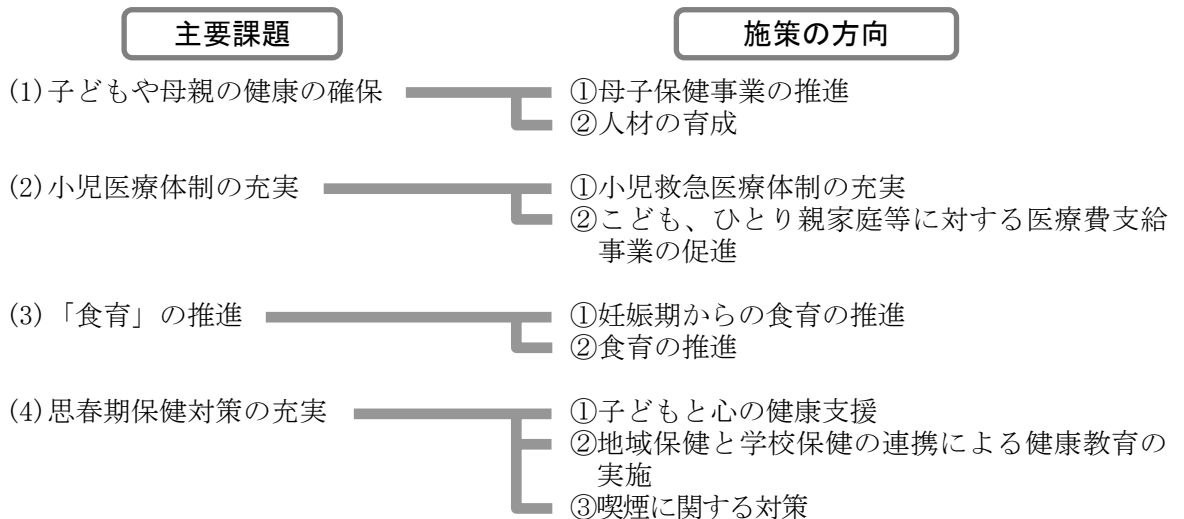 主要課題 施策の方向
(1)子どもや母親の健康の確保 ①母子保健事業の推進
②人材の育成
(2)小児医療体制の充実 ①小児救急医療体制の充実
②こども、ひとり親家庭等に対する医療費支給
事業の促進
(3)「食育」の推進 ①妊娠期からの食育の推進
②食育の推進
(4)思春期保健対策の充実 ①子どもと心の健康支援
②地域保健と学校保健の連携による健康教育の
実施
③喫煙に関する対策